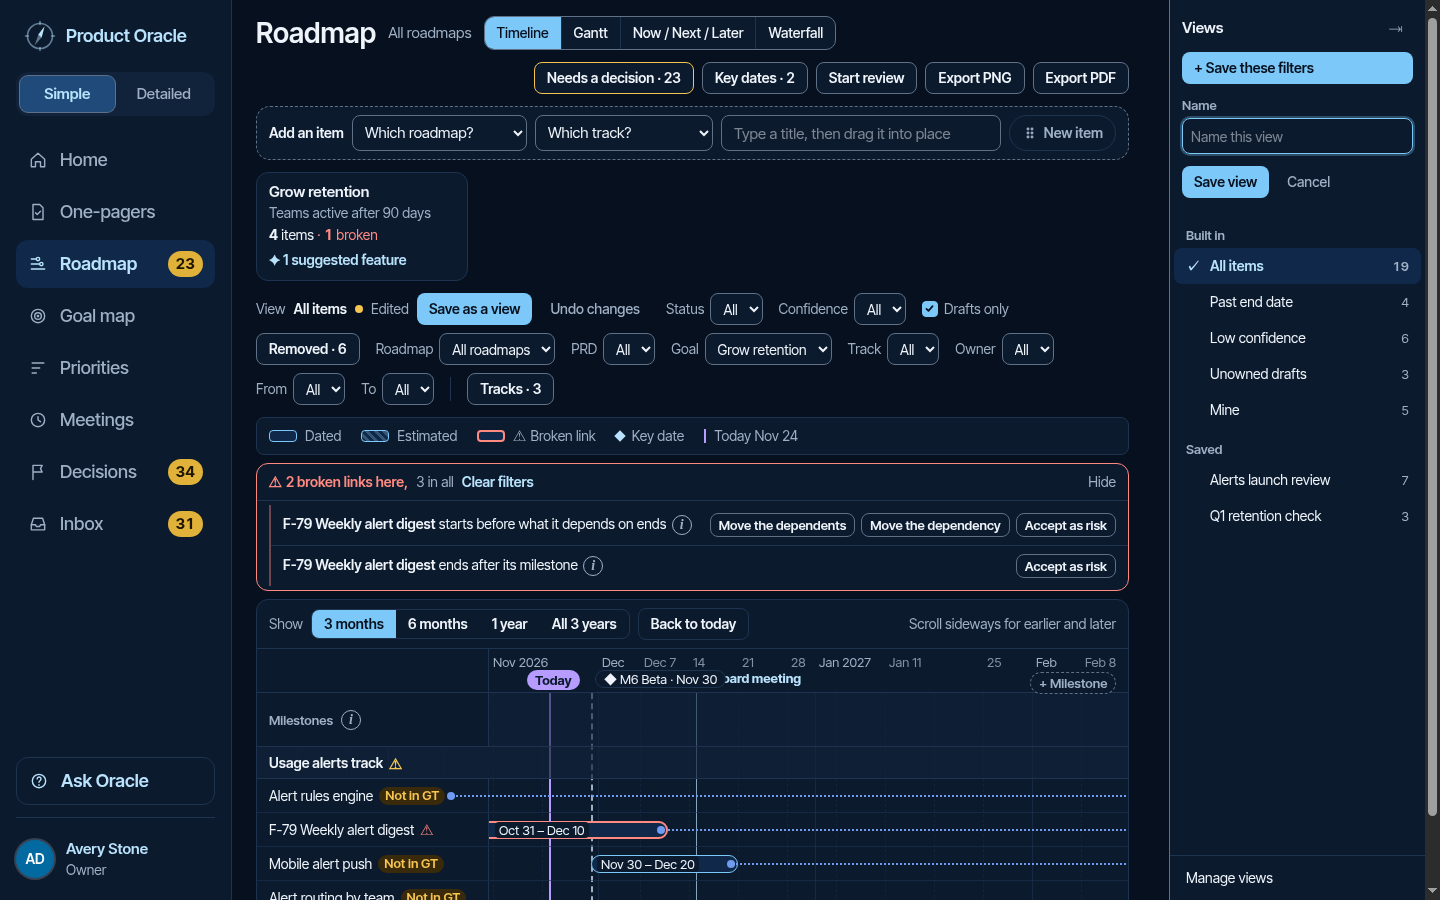 Product Oracle
Simple
Detailed
Home
One-pagers
Roadmap 23
Goal map
Priorities
Meetings
Decisions 34
Inbox 31
Ask Oracle
AD
Avery Stone
Owner
Roadmap All roadmaps Timeline Gantt Now / Next / Later Waterfall
Needs a decision · 23 Key dates · 2 Start review Export PNG Export PDF
Add an item Which roadmap? Which track? Type a title, then drag it into place New item
Grow retention
Teams active after 90 days
4 items · 1 broken
1 suggested feature
View All items Edited Save as a view Undo changes Status All Confidence All Drafts only
Removed · 6 Roadmap All roadmaps PRD All Goal Grow retention Track All Owner All
From All To All Tracks · 3
Dated Estimated Broken link Key date Today Nov 24
2 broken links here, 3 in all Clear filters Hide
F-79 Weekly alert digest starts before what it depends on ends i Move the dependents Move the dependency Accept as risk
F-79 Weekly alert digest ends after its milestone i Accept as risk
Show 3 months 6 months 1 year All 3 years Back to today Scroll sideways for earlier and later
Nov 2026 Dec Dec 7 14 21 28 Jan 2027 Jan 11 25 Feb Feb 8
Today M6 Beta · Nov 30 oard meeting + Milestone
Milestones i
Usage alerts track
Alert rules engine Not in GT
F-79 Weekly alert digest Oct 31 – Dec 10
Mobile alert push Not in GT Nov 30 – Dec 20
Alert routing by team Not in GT
Views
+ Save these filters
Name
Name this view
Save view Cancel
Built in
All items 19
Past end date 4
Low confidence 6
Unowned drafts 3
Mine 5
Saved
Alerts launch review 7
Q1 retention check 3
Manage views